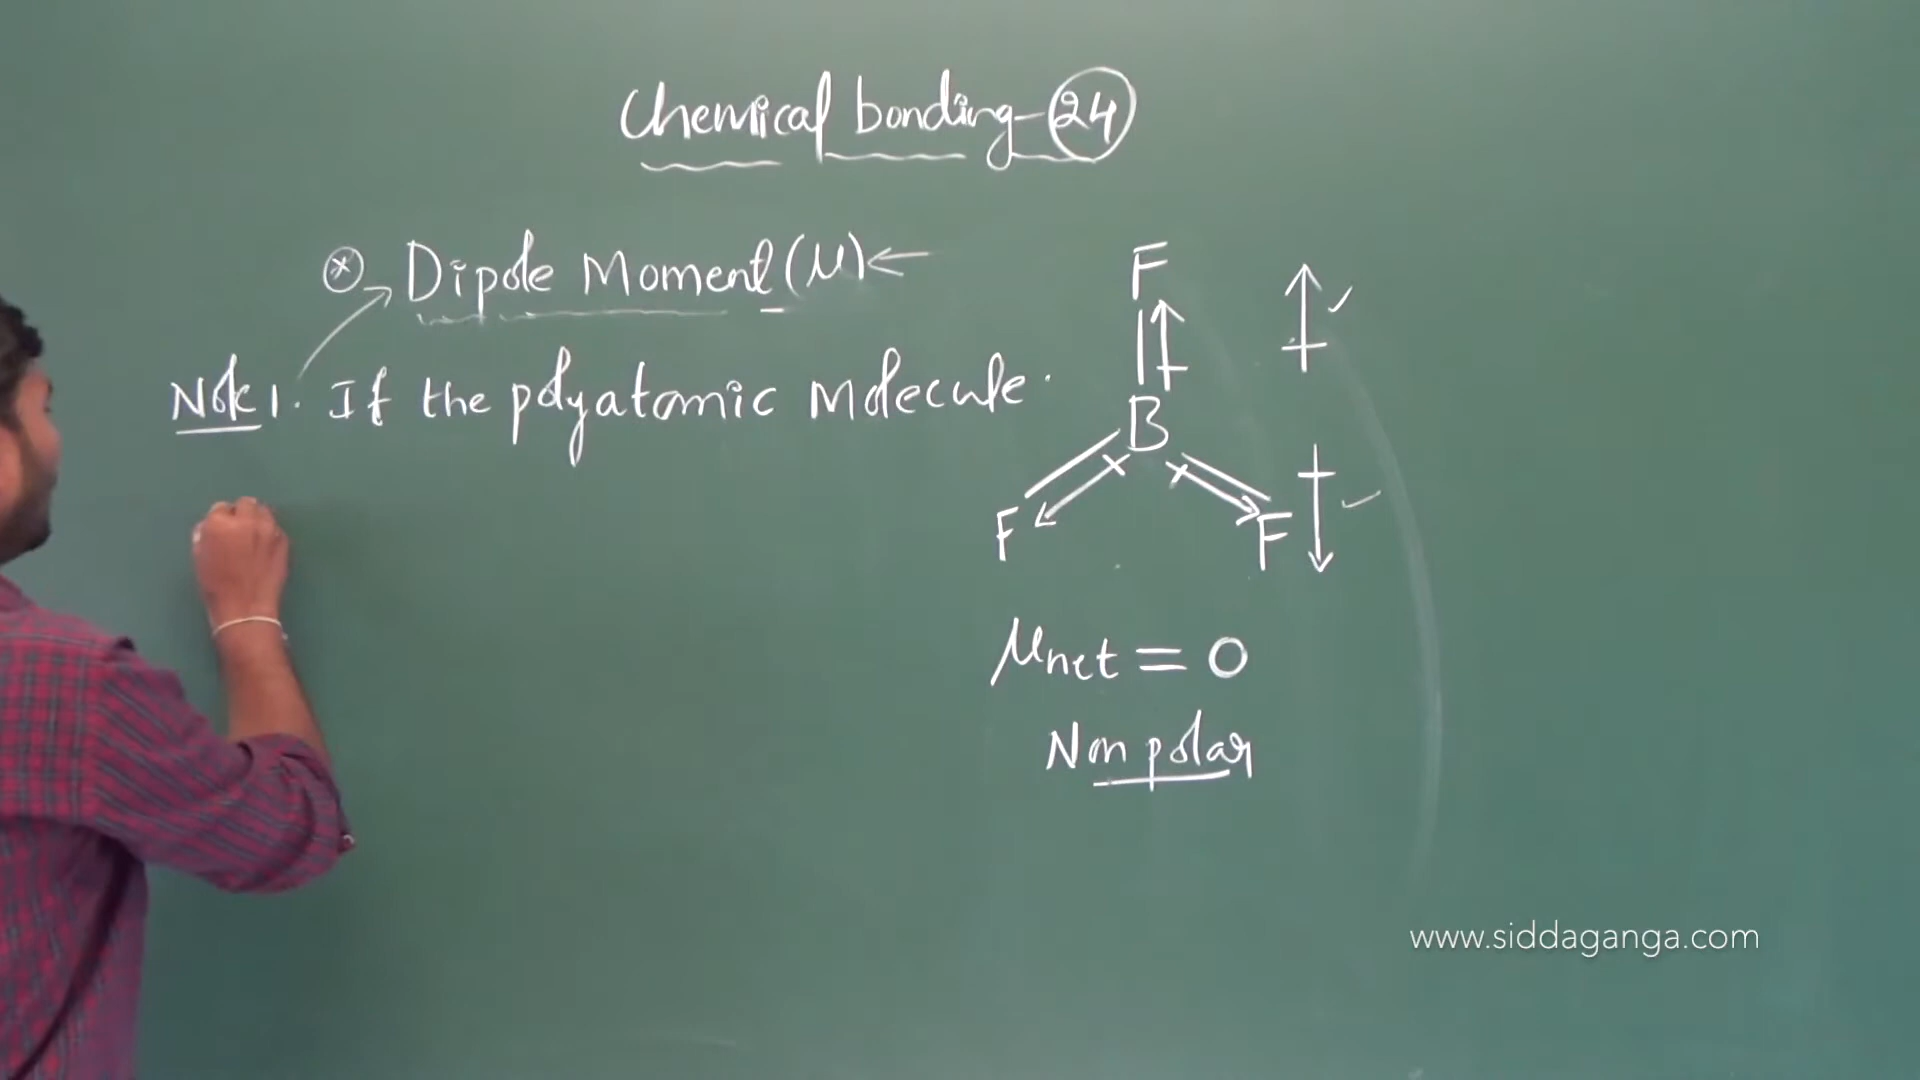 Chemical bonding-24
* Dipole Moment (μ) ←
Note 1. If the polyatomic molecule.
F
B
F F
μnet = 0
Non polar
www.siddaganga.com